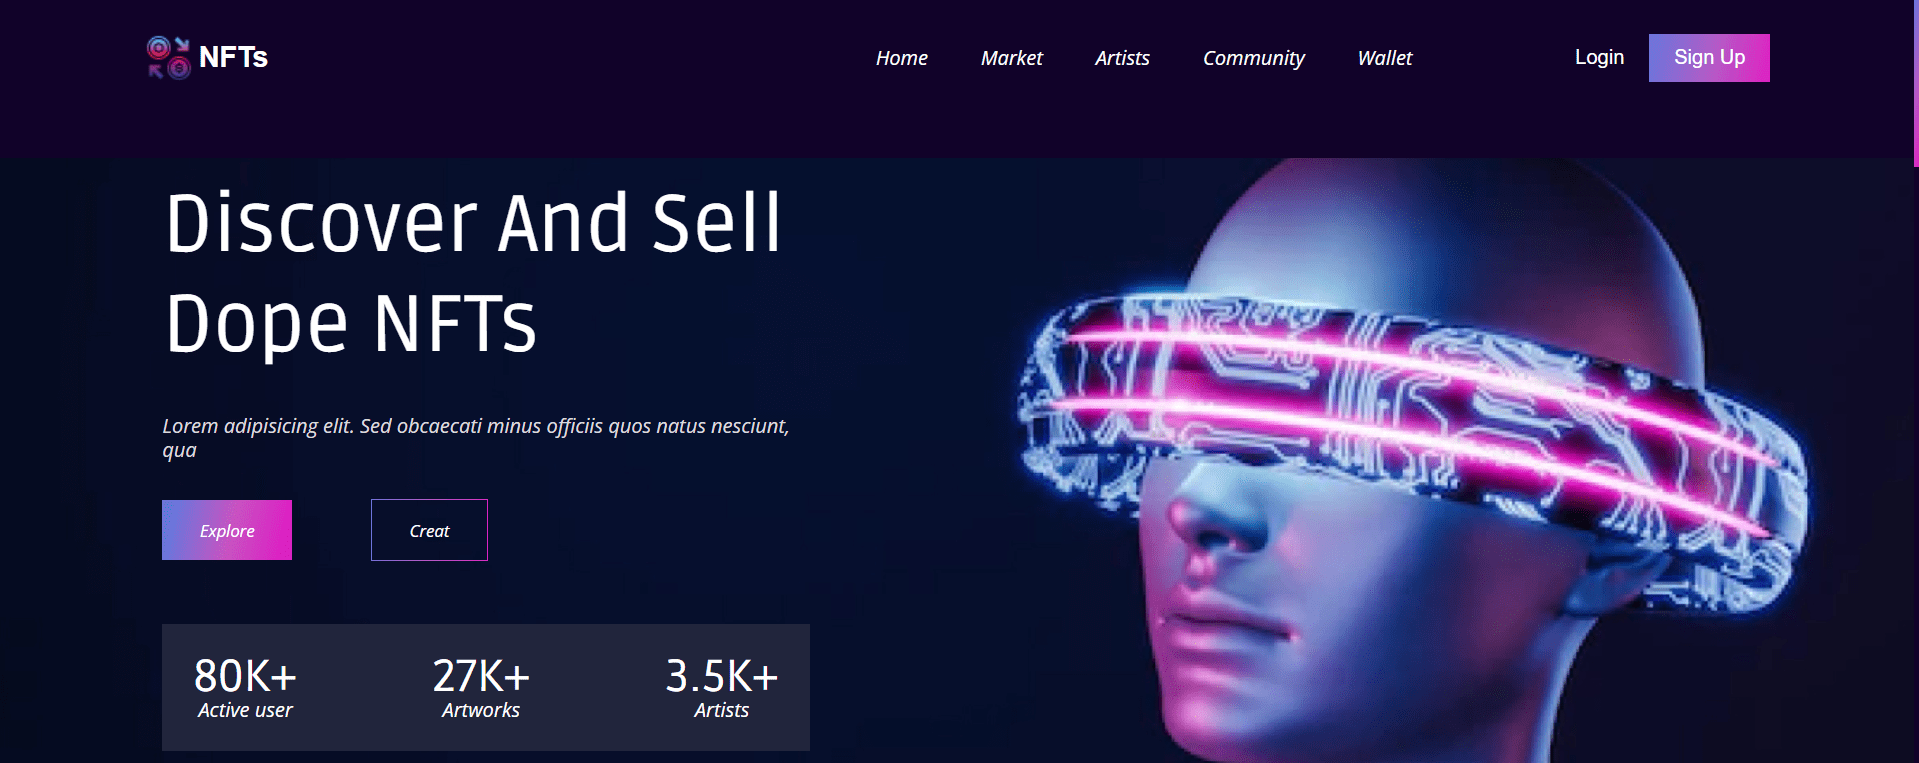 NFTs
Home Market Artists Community Wallet
Login Sign Up
Discover And Sell
Dope NFTs
Lorem adipisicing elit. Sed obcaecati minus officiis quos natus nesciunt,
qua
Explore Creat
80K+ 27K+ 3.5K+
Active user Artworks Artists